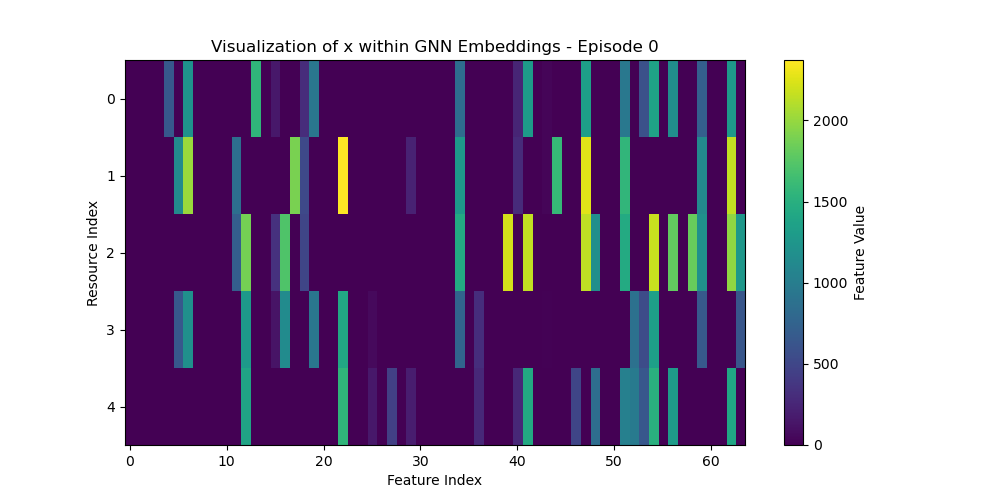 Visualization of x within GNN Embeddings - Episode 0
Resource Index
0
1
2
3
4
0 10 20 30 40 50 60
Feature Index
2000
1500
1000
500
0
Feature Value